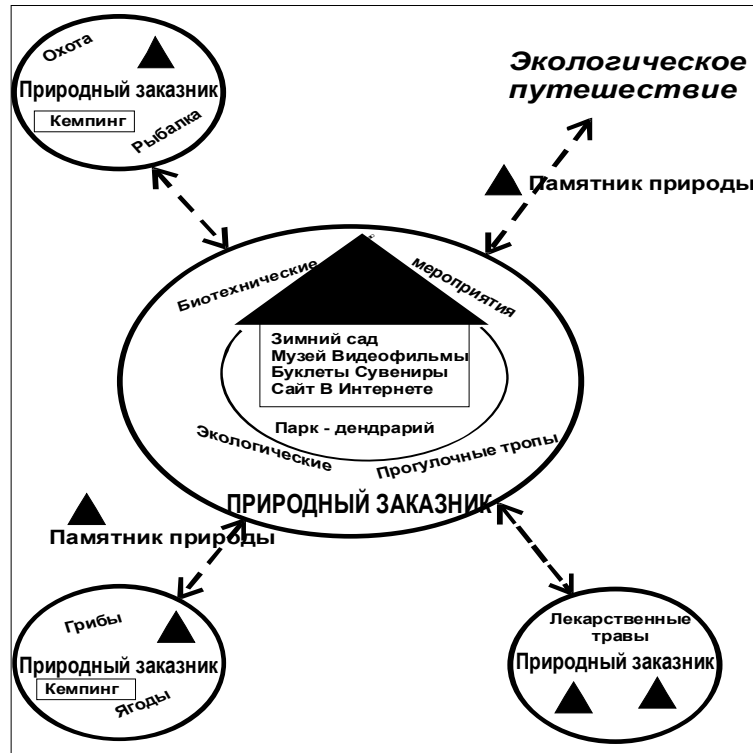 Охота
Природный заказник
Кемпинг
Рыбалка
Экологическое
путешествие
Памятник природы
Биотехнические
мероприятия
Зимний сад
Музей Видеофильмы
Буклеты Сувениры
Сайт В Интернете
Парк - дендрарий
Экологические
Прогулочные тропы
ПРИРОДНЫЙ ЗАКАЗНИК
Памятник природы
Грибы
Природный заказник
Кемпинг
Ягоды
Лекарственные
травы
Природный заказник